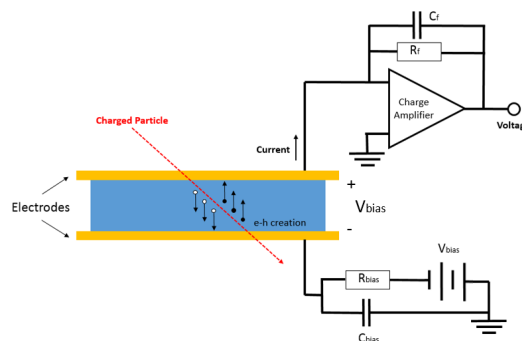 Cf
Rf
Charge
Amplifier
Voltag
Charged Particle
Current
+
Electrodes
Vbias
e-h creation
-
Vbias
Rbias
Cbias